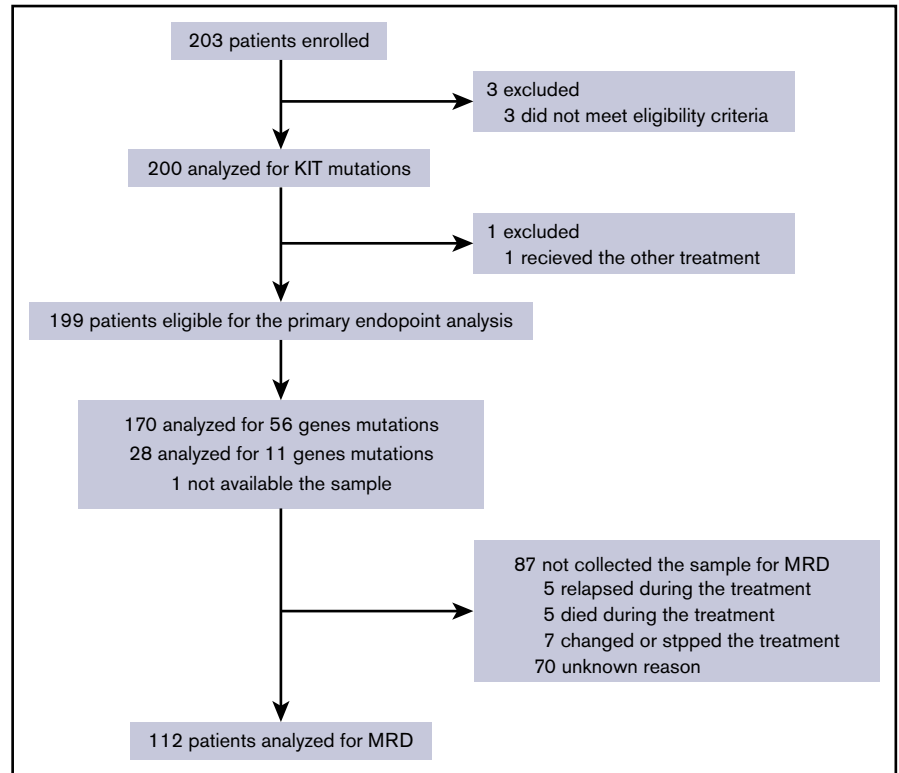 203 patients enrolled
3 excluded
3 did not meet eligibility criteria
200 analyzed for KIT mutations
1 excluded
1 recieved the other treatment
199 patients eligible for the primary endopoint analysis
170 analyzed for 56 genes mutations
28 analyzed for 11 genes mutations
1 not available the sample
87 not collected the sample for MRD
5 relapsed during the treatment
5 died during the treatment
7 changed or stpped the treatment
70 unknown reason
112 patients analyzed for MRD